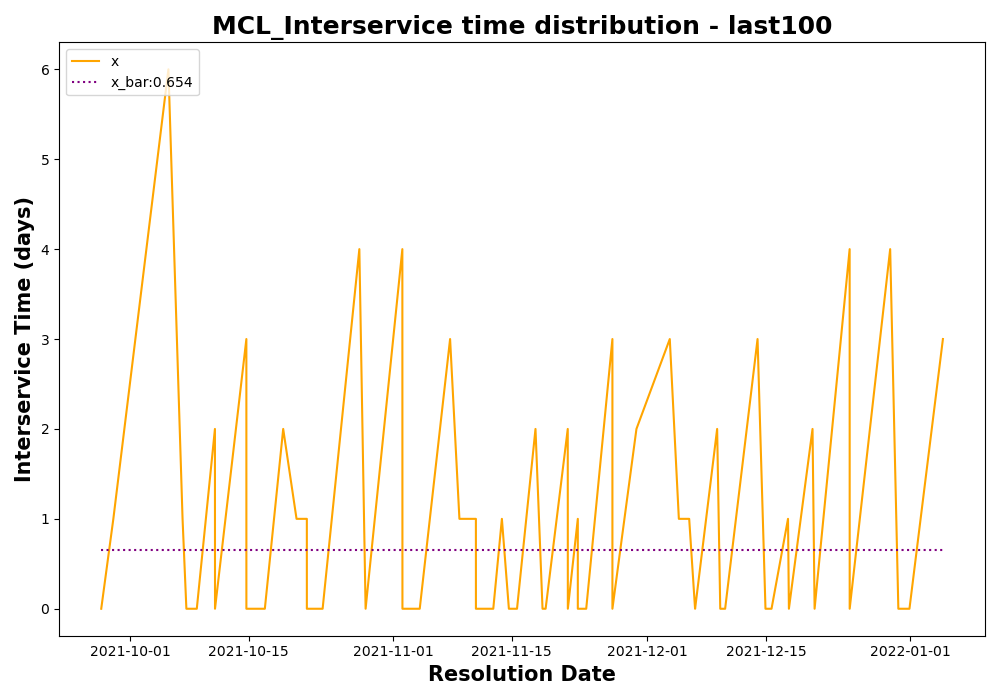 MCL_Interservice time distribution - last100
x
x_bar:0.654
Interservice Time (days)
6
5
4
3
2
1
0
2021-10-01 2021-10-15 2021-11-01 2021-11-15 2021-12-01 2021-12-15 2022-01-01
Resolution Date